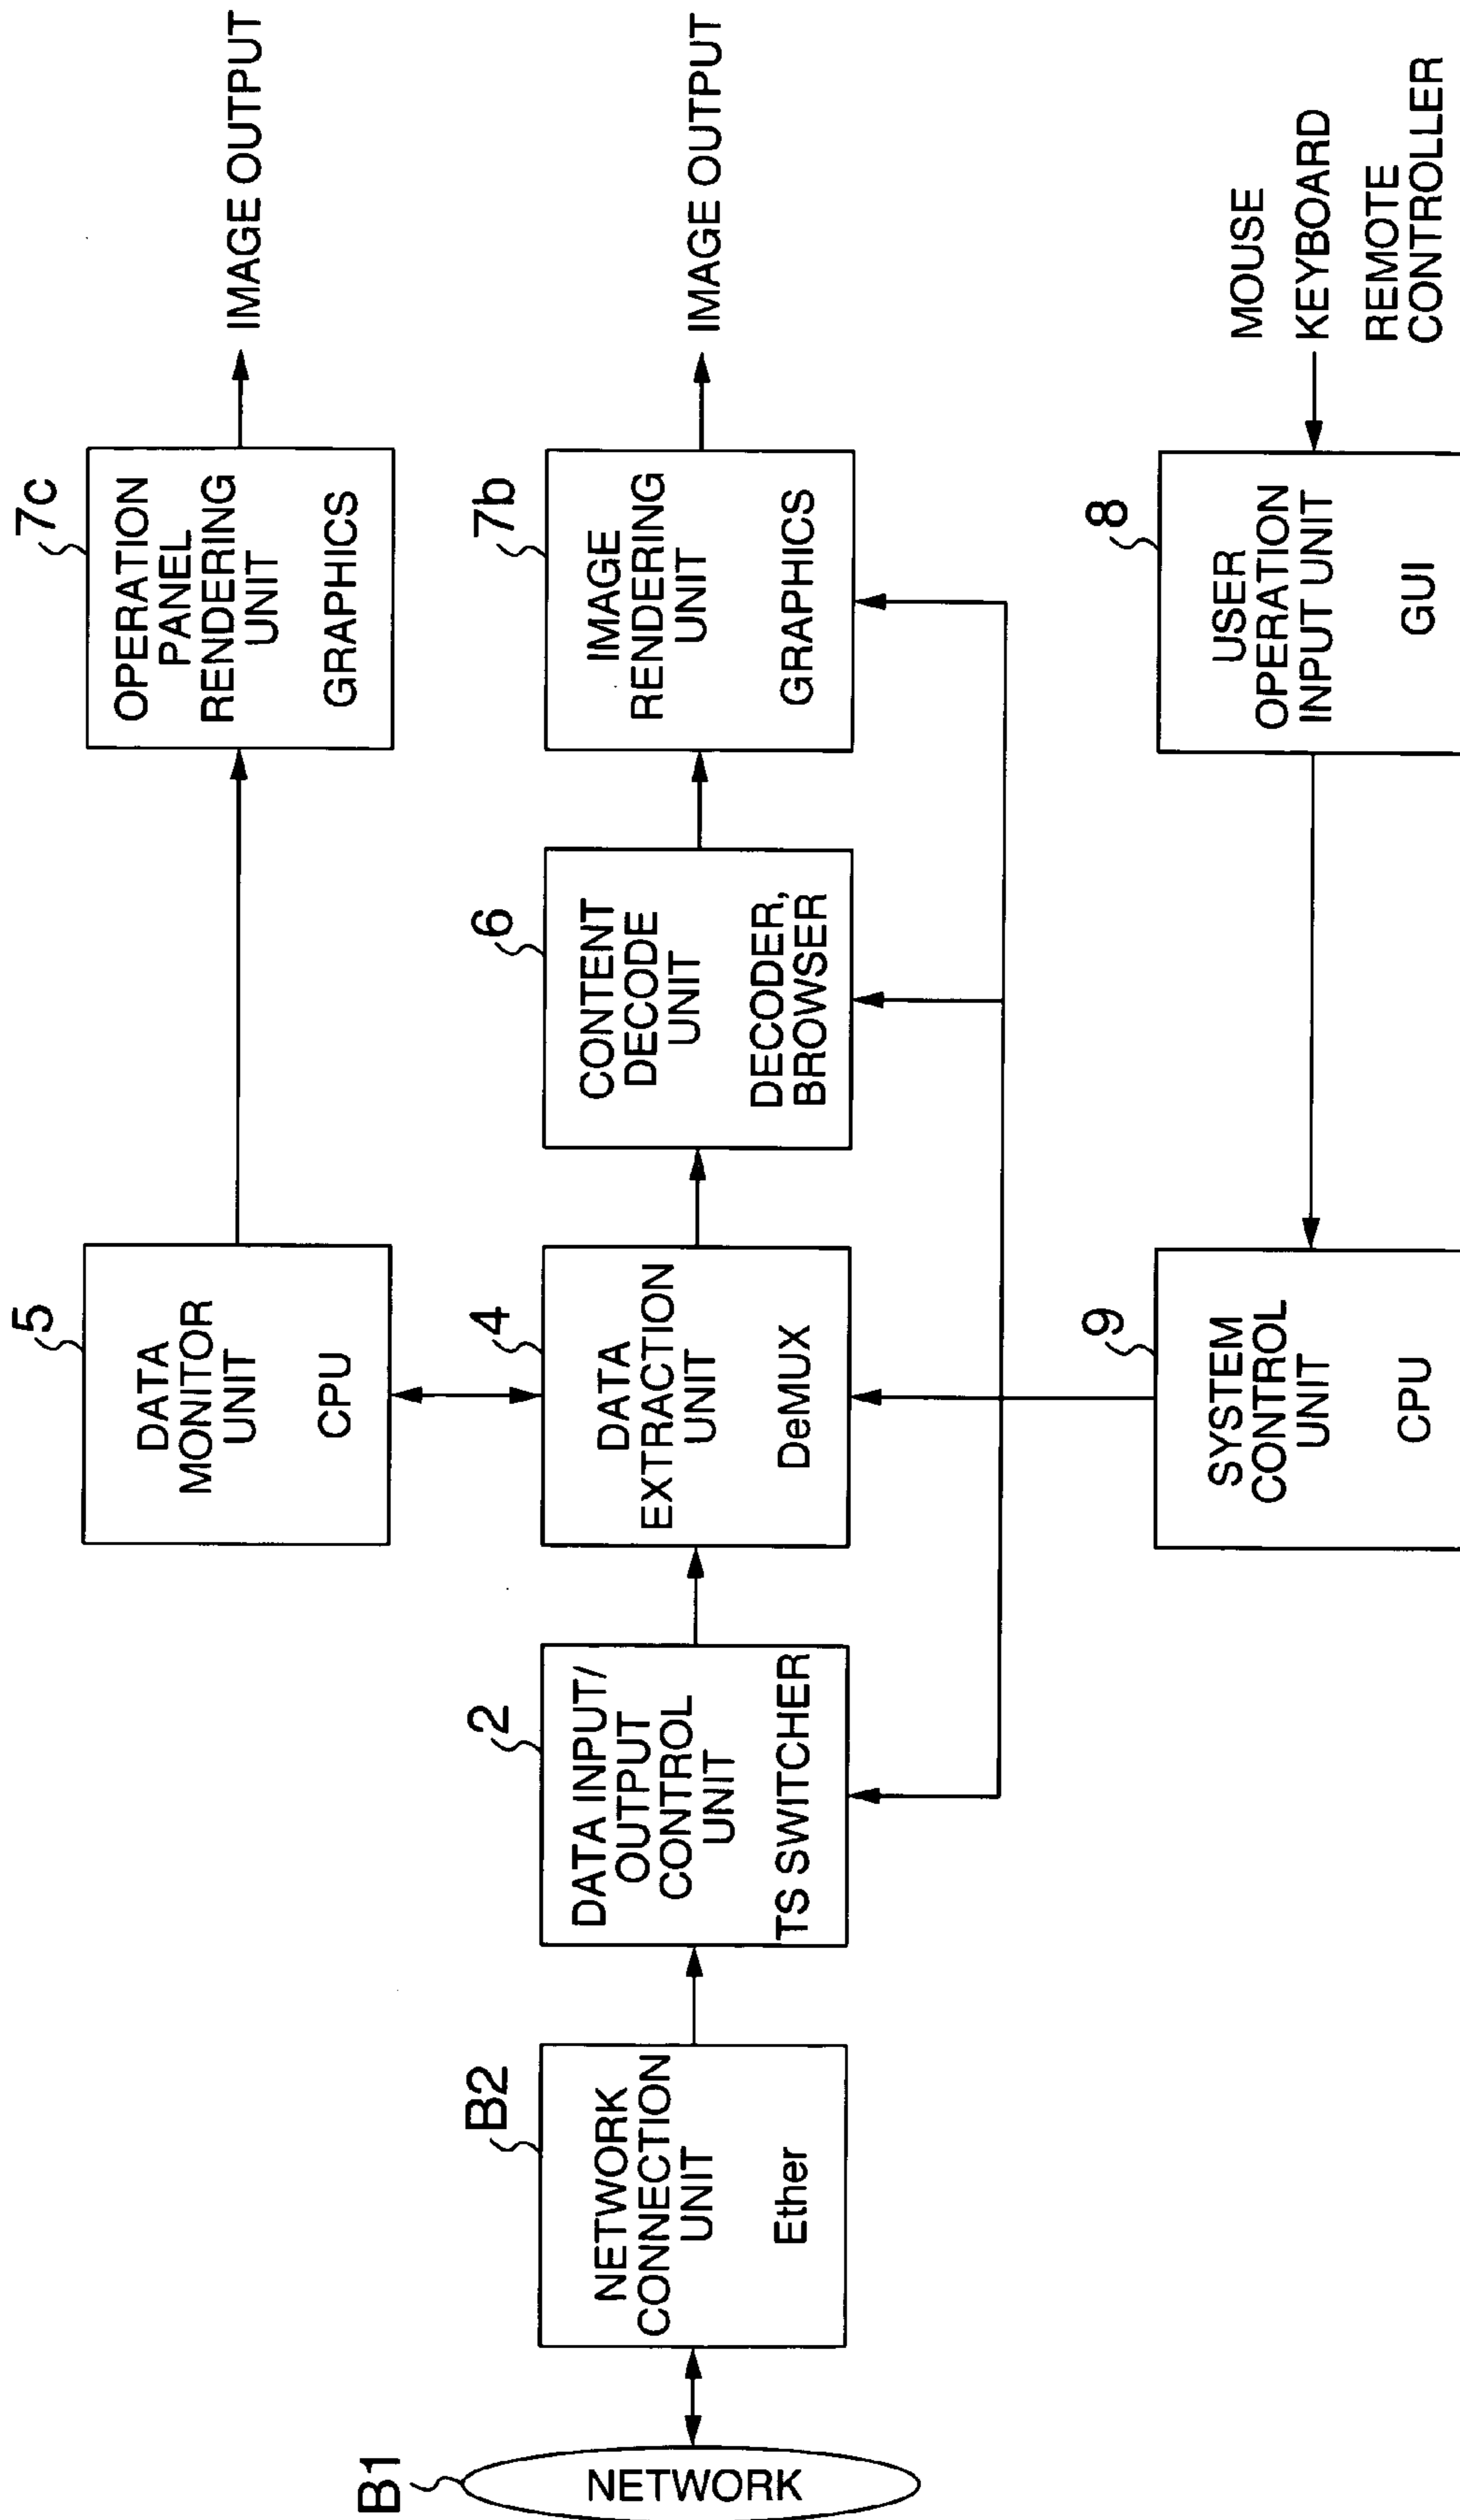 7c
OPERATION
PANEL
RENDERING
UNIT
GRAPHICS
IMAGE OUTPUT
5
DATA
MONITOR
UNIT
CPU
B1
NETWORK
B2
NETWORK
CONNECTION
UNIT
Ether
2
DATA INPUT/
OUTPUT
CONTROL
UNIT
TS SWITCHER
4
DATA
EXTRACTION
UNIT
DeMUX
6
CONTENT
DECODE
UNIT
DECODER,
BROWSER
7b
IMAGE
RENDERING
UNIT
GRAPHICS
IMAGE OUTPUT
9
SYSTEM
CONTROL
UNIT
CPU
8
USER
OPERATION
INPUT UNIT
GUI
MOUSE
KEYBOARD
REMOTE
CONTROLLER